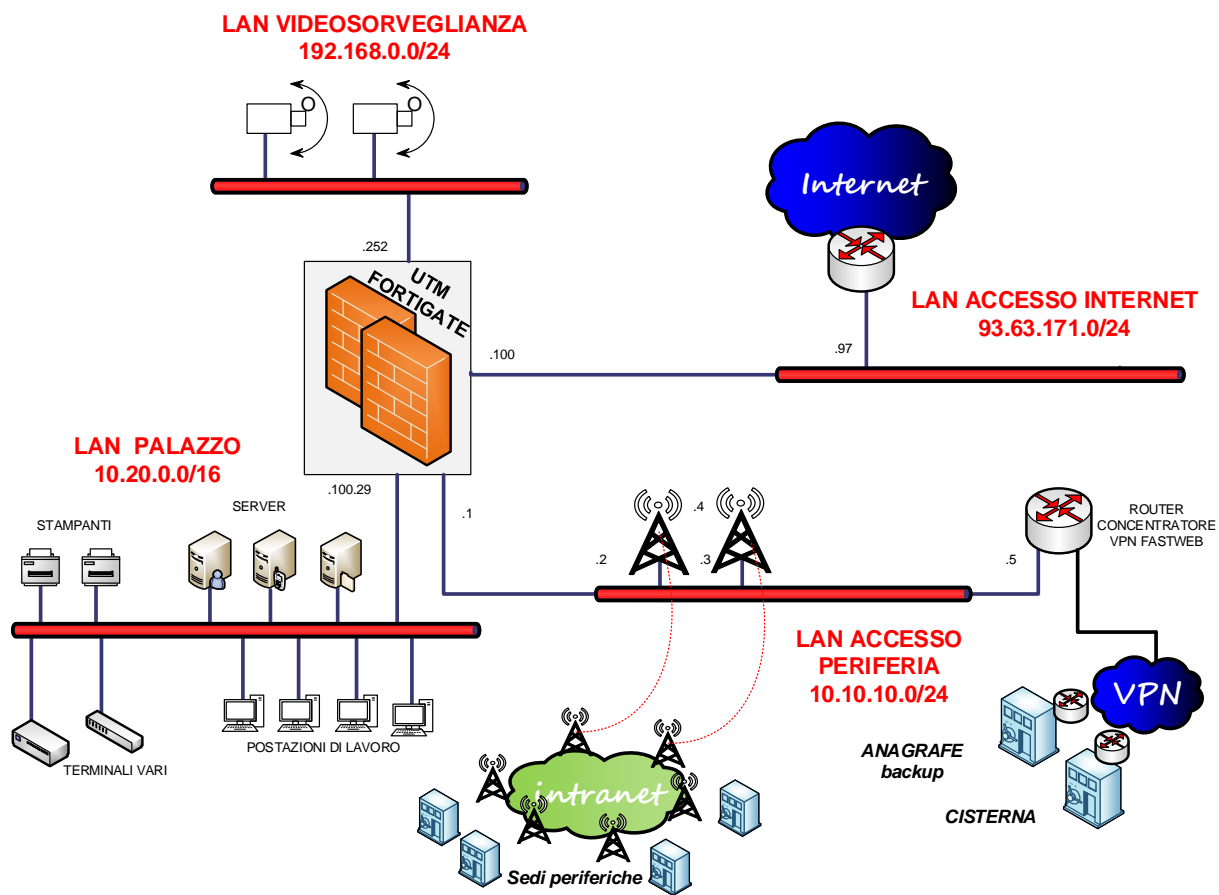 LAN VIDEOSORVEGLIANZA
192.168.0.0/24
Internet
.252
UTM
FORTIGATE
LAN ACCESSO INTERNET
93.63.171.0/24
.100
.97
LAN PALAZZO
10.20.0.0/16
.100.29
.1
SERVER
STAMPANTI
.4
.2
.3
.5
ROUTER
CONCENTRATORE
VPN FASTWEB
LAN ACCESSO
PERIFERIA
10.10.10.0/24
VPN
POSTAZIONI DI LAVORO
TERMINALI VARI
ANAGRAFE
backup
intranet
CISTERNA
Sedi periferiche